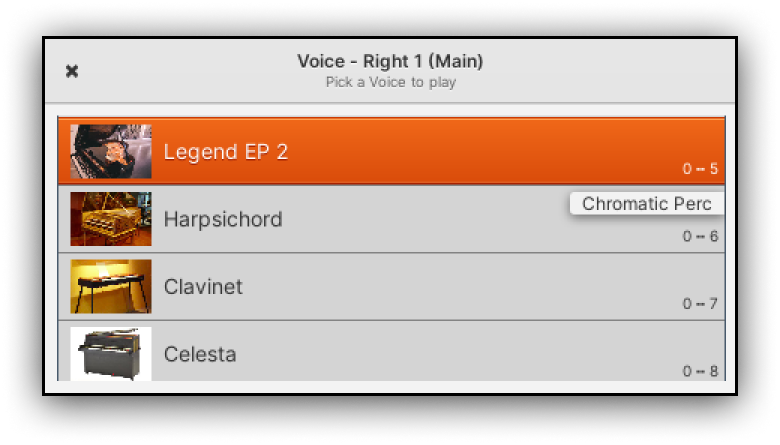 Voice - Right 1 (Main)
Pick a Voice to play
Legend EP 2
0 -- 5
Chromatic Perc
Harpsichord
0 -- 6
Clavinet
0 -- 7
Celesta
0 -- 8